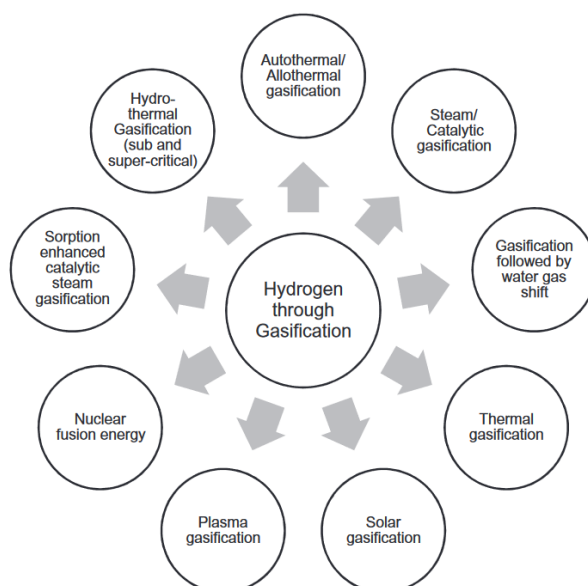 Autothermal/
Allothermal
gasification
Steam/
Catalytic
gasification
Gasification
followed by
water gas
shift
Thermal
gasification
Solar
gasification
Plasma
gasification
Nuclear
fusion energy
Sorption
enhanced
catalytic
steam
gasification
Hydro-
thermal
Gasification
(sub and
super-critical)
Hydrogen
through
Gasification